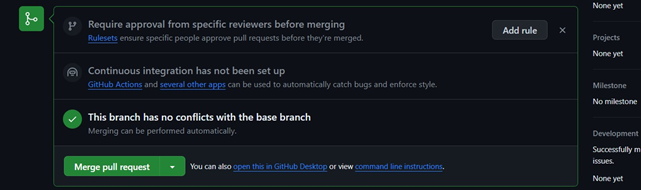 Require approval from specific reviewers before merging
Rulesets ensure specific people approve pull requests before they're merged.
Add rule
Continuous integration has not been set up
GitHub Actions and several other apps can be used to automatically catch bugs and enforce style.
This branch has no conflicts with the base branch
Merging can be performed automatically.
Merge pull request
You can also open this in GitHub Desktop or view command line instructions.
None yet
Projects
None yet
Milestone
No milestone
Development
Successfully m
issues.
None yet